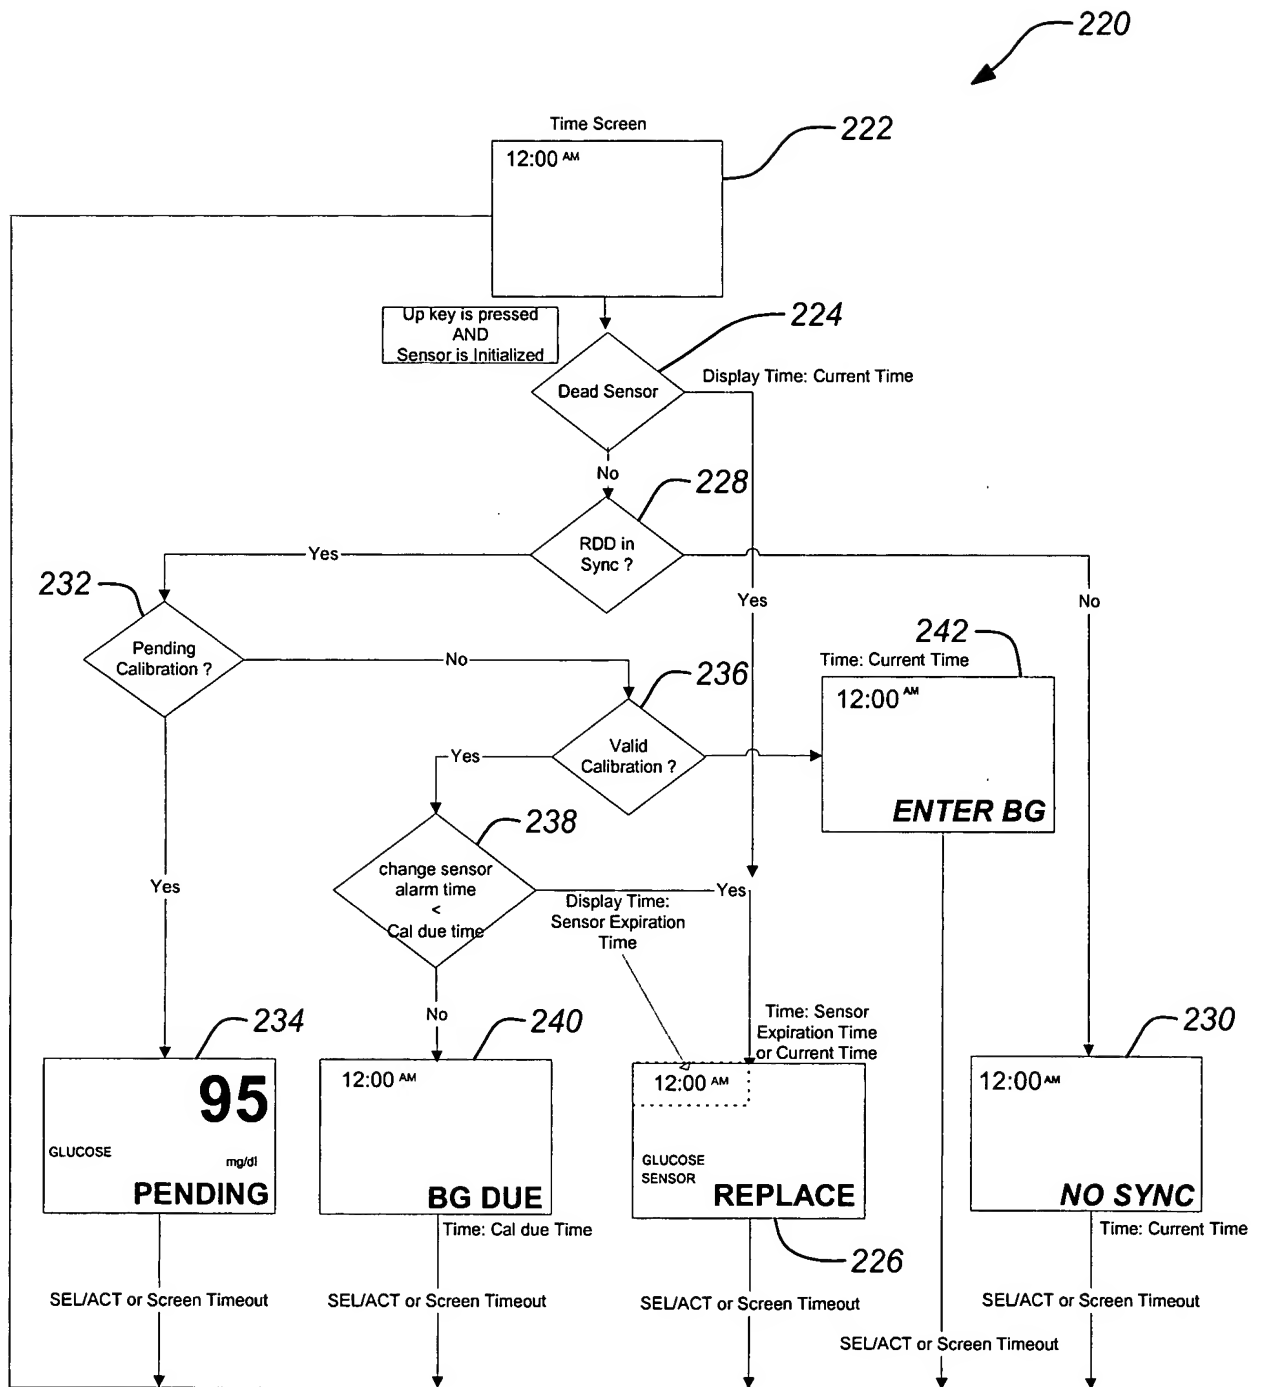 220
Time Screen
222
12:00 AM
Up key is pressed
AND
Sensor is Initialized
224
Dead Sensor
Display Time: Current Time
No
228
RDD in
Sync ?
Yes
232
Yes
No
Pending
Calibration ?
No
236
242
Time: Current Time
12:00 AM
ENTER BG
Valid
Calibration ?
Yes
238
change sensor
alarm time
<
Cal due time
Yes
Yes
Display Time:
Sensor Expiration
Time
No
234
240
Time: Sensor
Expiration Time
or Current Time
230
95
GLUCOSE
mg/dl
PENDING
12:00 AM
BG DUE
Time: Cal due Time
12:00 AM
GLUCOSE
SENSOR
REPLACE
226
12:00 AM
NO SYNC
Time: Current Time
SEL/ACT or Screen Timeout
SEL/ACT or Screen Timeout
SEL/ACT or Screen Timeout
SEL/ACT or Screen Timeout
SEL/ACT or Screen Timeout